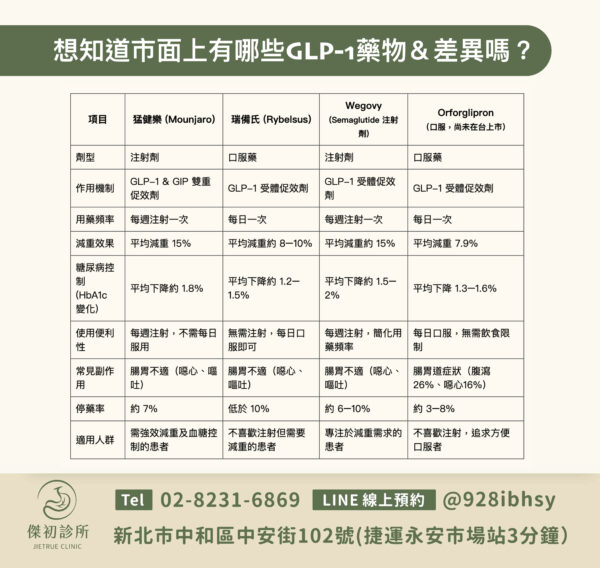 想知道市面上有哪些GLP-1藥物＆差異嗎？
項目 猛健樂 (Mounjaro) 瑞倄氏 (Rybelsus) Wegovy (Semaglutide 注射劑) Orforglipron (口服，尚未在台上市)
劑型 注射劑 口服藥 注射劑 口服藥
作用機制 GLP-1 & GIP 雙重促效劑 GLP-1 受體促效劑 GLP-1 受體促效劑 GLP-1 受體促效劑
用藥頻率 每週注射一次 每日一次 每週注射一次 每日一次
減重效果 平均減重 15% 平均減重約 8–10% 平均減重約 15% 平均減重 7.9%
糖尿病控制 (HbA1c 變化) 平均下降約 1.8% 平均下降約 1.2–1.5% 平均下降約 1.5–2% 平均下降 1.3–1.6%
使用便利性 每週注射，不需每日服用 無需注射，每日口服即可 每週注射，簡化用藥頻率 每日口服，無需飲食限制
常見副作用 腸胃不適（噁心、嘔吐） 腸胃不適（噁心、嘔吐） 腸胃不適（噁心、嘔吐） 腸胃道症狀（腹瀉 26%、噁心16%）
停藥率 約 7% 低於 10% 約 6–10% 約 3–8%
適用人群 需強效減重及血糖控制的患者 不喜歡注射但需要減重的患者 專注於減重需求的患者 不喜歡注射，追求方便口服者
傑初診所
JIETRUE CLINIC
Tel 02-8231-6869 LINE 線上預約 @928ibhsy
新北市中和區中安街102號(捷運永安市場站3分鐘)